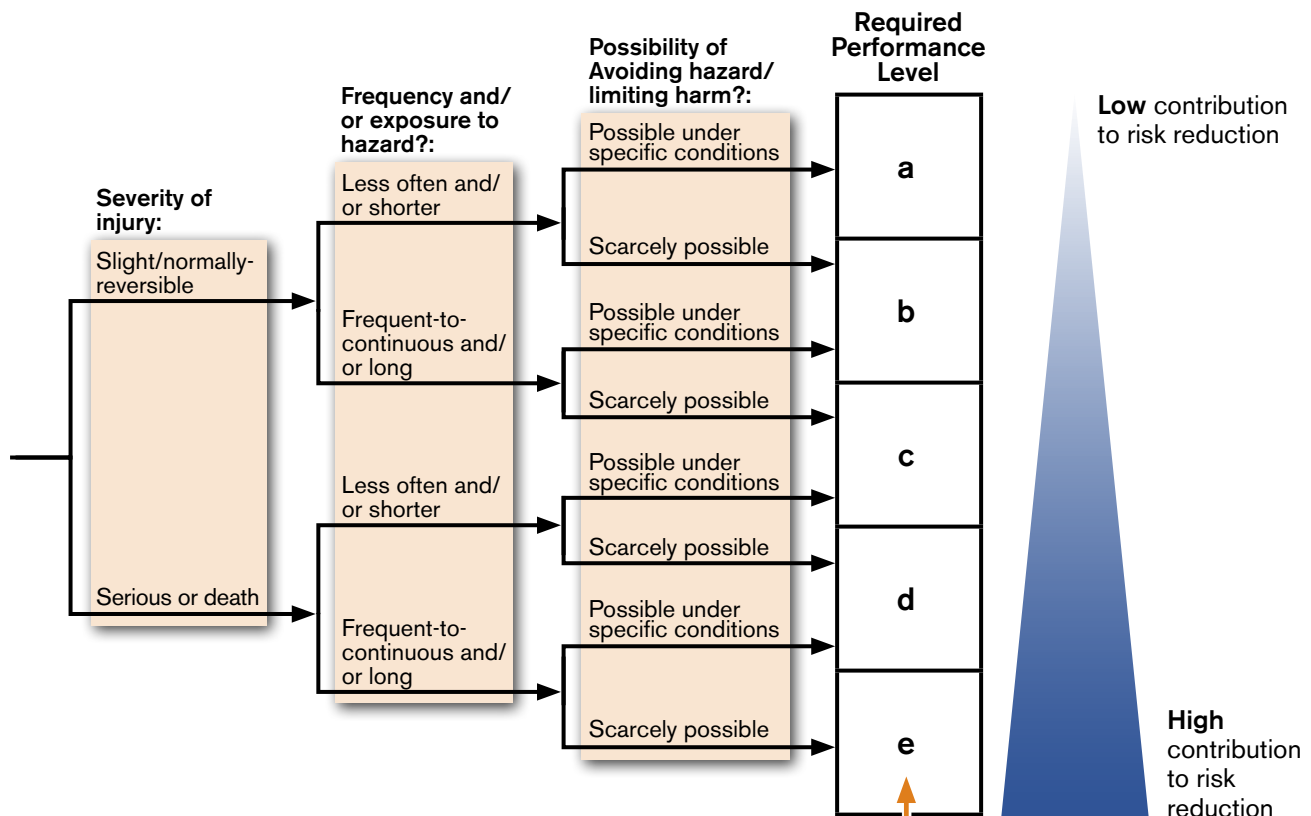 Severity of
injury:
Slight/normally-
reversible
Serious or death
Frequency and/
or exposure to
hazard?:
Less often and/
or shorter
Frequent-to-
continuous and/
or long
Less often and/
or shorter
Frequent-to-
continuous and/
or long
Possibility of
Avoiding hazard/
limiting harm?:
Possible under
specific conditions
Scarcely possible
Possible under
specific conditions
Scarcely possible
Possible under
specific conditions
Scarcely possible
Possible under
specific conditions
Scarcely possible
Required
Performance
Level
a
b
c
d
e
Low contribution
to risk reduction
High
contribution
to risk
reduction